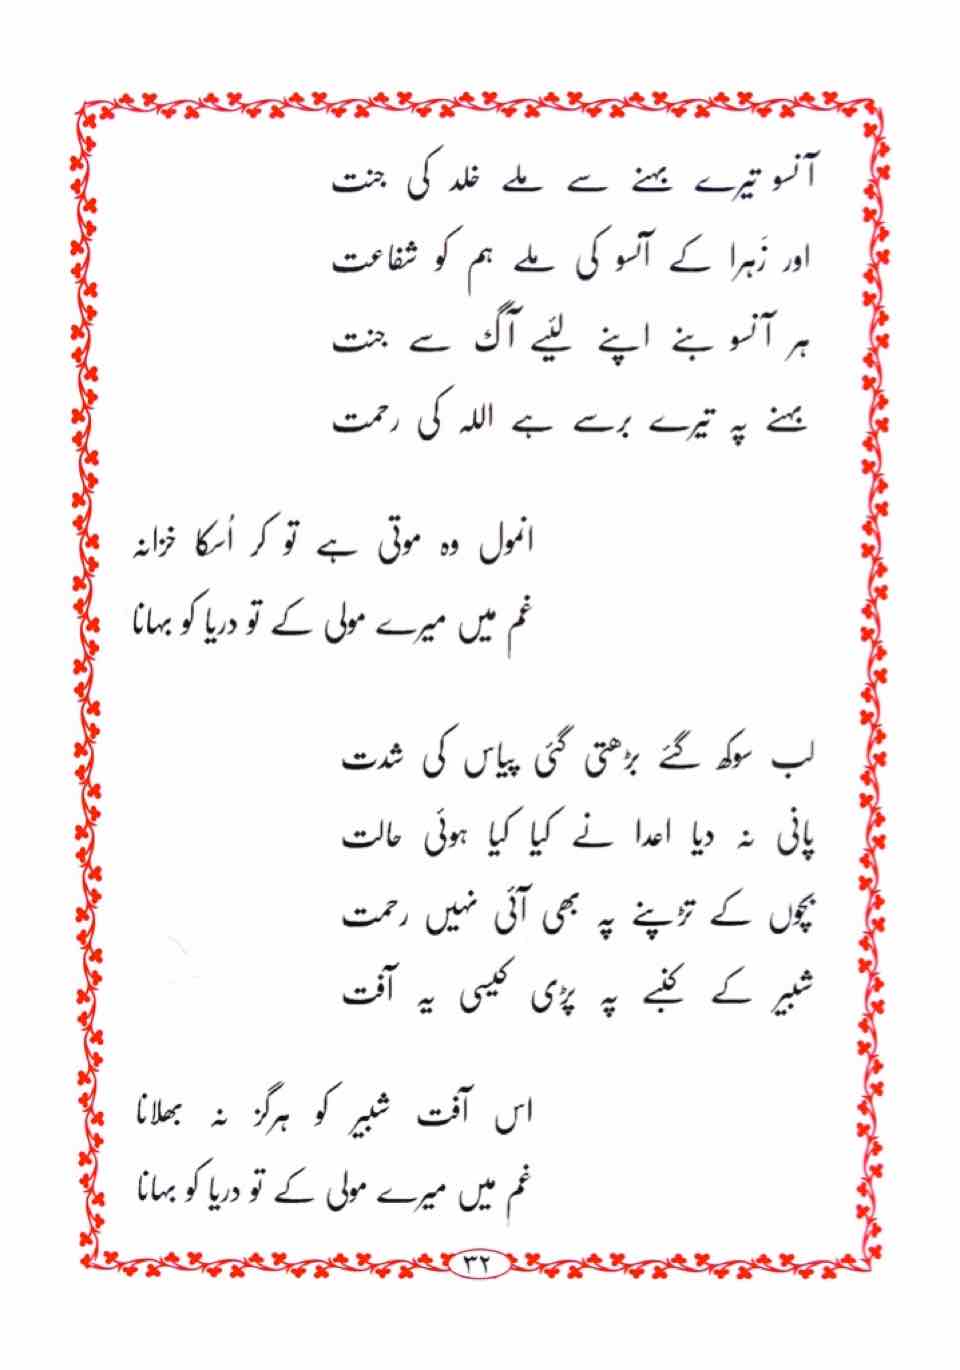 آنسو تیرے بہنے سے ملے خلد کی جنت
اور زَہرا کے آنسو کی ملے ہم کو شفاعت
ہر آنسو بنے اپنے لئیے آگ سے جنت
بہنے پہ تیرے برسے ہے اللہ کی رحمت
انمول وہ موتی ہے تو کر اُسکا خزانہ
غم میں میرے مولی کے تو دریا کو بہانا
لب سوکھ گئے بڑھتی گئی پیاس کی شدت
پانی نہ دیا اعدا نے کیا کیا ہوئی حالت
بچوں کے تڑپنے پہ بھی آئی نہیں رحمت
شبیر کے کنبے پہ پڑی کیسی یہ آفت
اس آفت شبیر کو ہرگز نہ بھلانا
غم میں میرے مولی کے تو دریا کو بہانا
۳۲